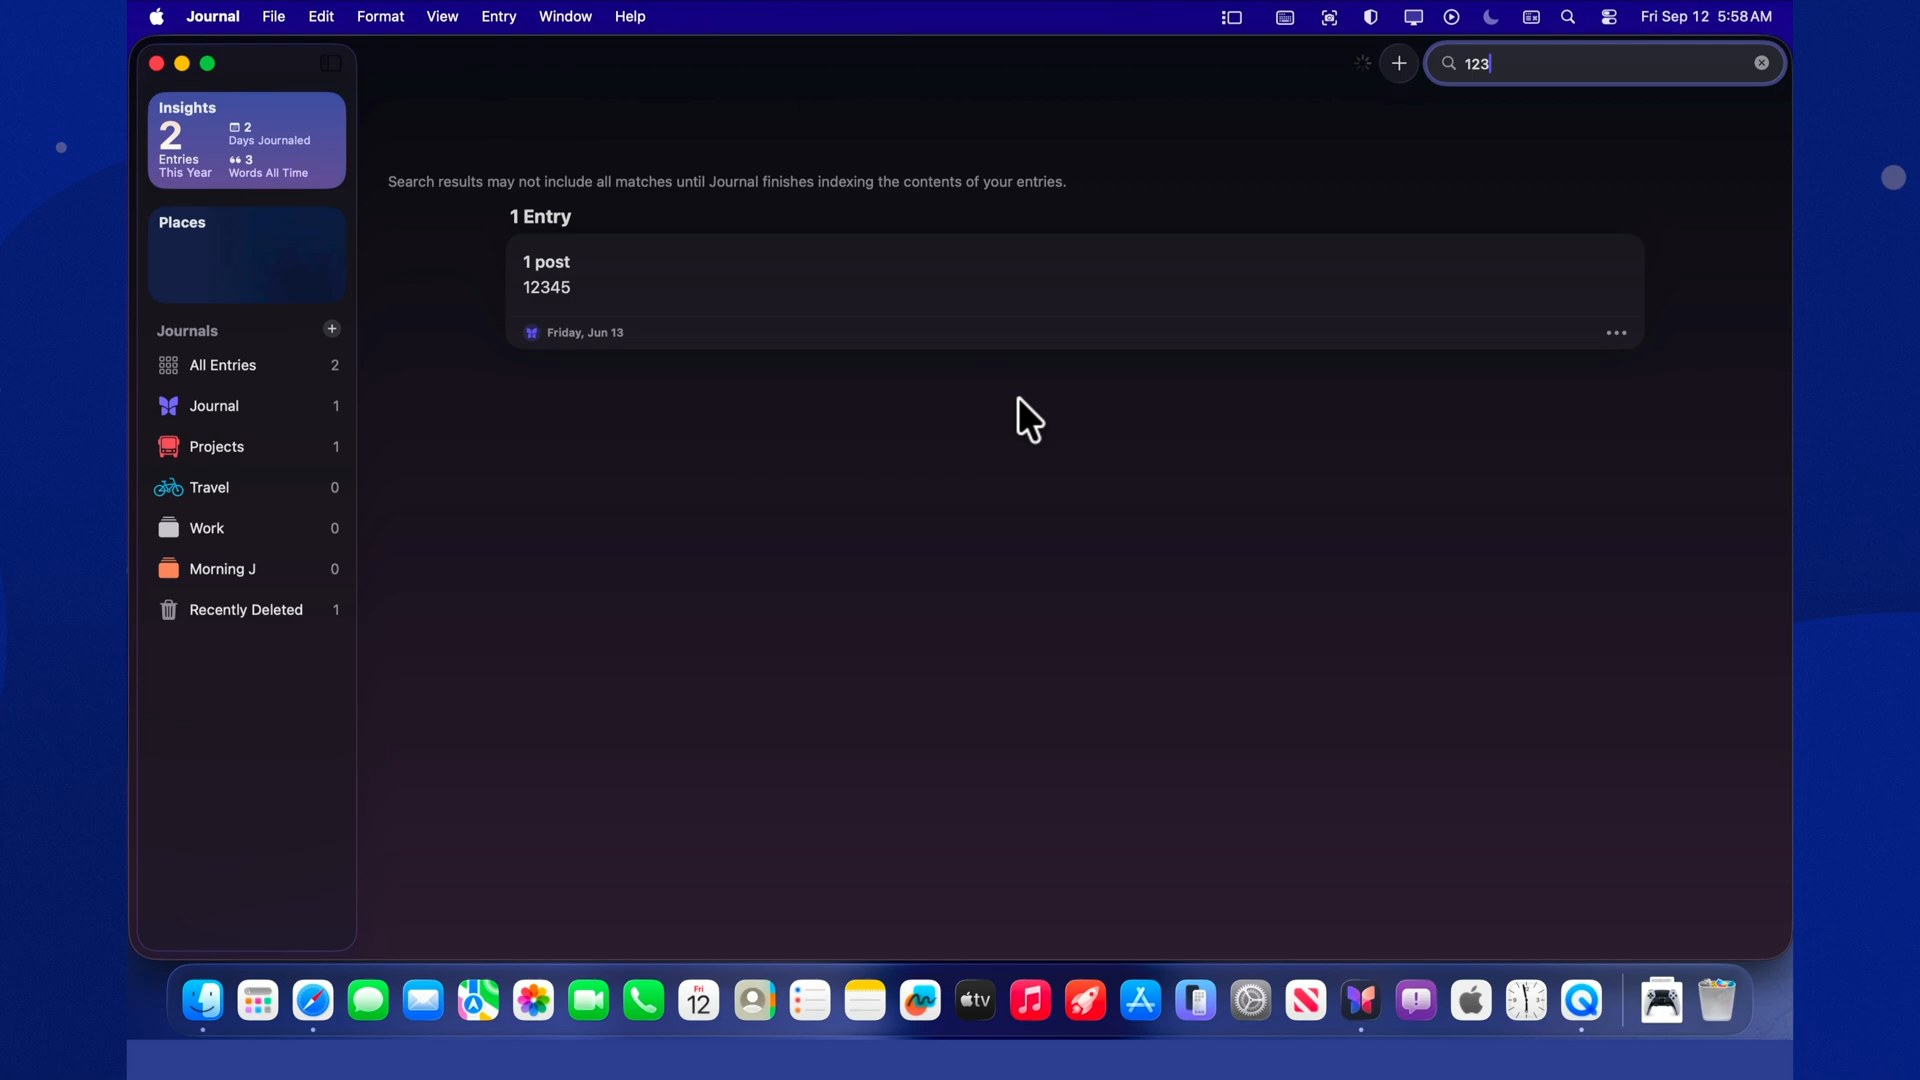 Journal File Edit Format View Entry Window Help Fri Sep 12 5:58 AM
123
Insights
2
Entries
This Year
2
Days Journaled
3
Words All Time
Places
Journals
All Entries 2
Journal 1
Projects 1
Travel 0
Work 0
Morning J 0
Recently Deleted 1
Search results may not include all matches until Journal finishes indexing the contents of your entries.
1 Entry
1 post
12345
Friday, Jun 13
Fri
12
tv